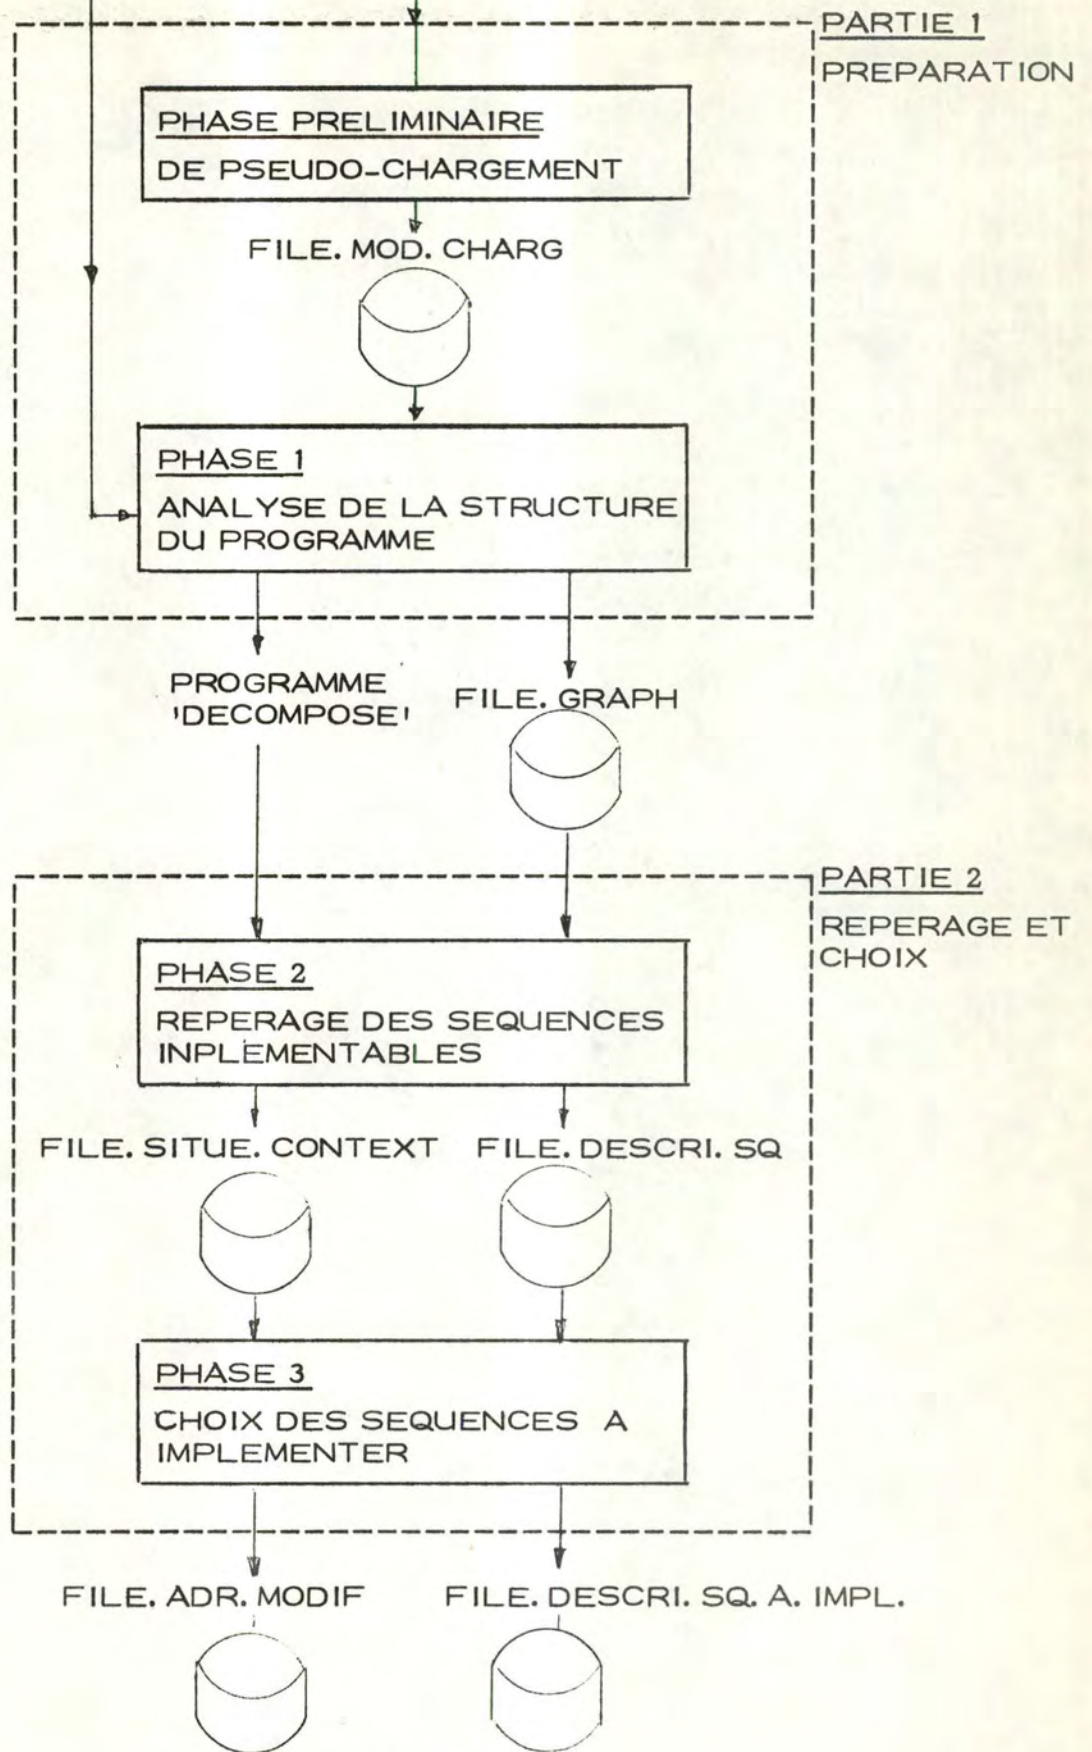 PARTIE 1
PREPARATION
PHASE PRELIMINAIRE
DE PSEUDO-CHARGEMENT
FILE. MOD. CHARG
PHASE 1
ANALYSE DE LA STRUCTURE
DU PROGRAMME
PROGRAMME
'DECOMPOSE'
FILE. GRAPH
PARTIE 2
REPERAGE ET
CHOIX
PHASE 2
REPERAGE DES SEQUENCES
INPLEMENTABLES
FILE. SITUE. CONTEXT
FILE. DESCRI. SQ
PHASE 3
CHOIX DES SEQUENCES A
IMPLEMENTER
FILE. ADR. MODIF
FILE. DESCRI. SQ. A. IMPL.